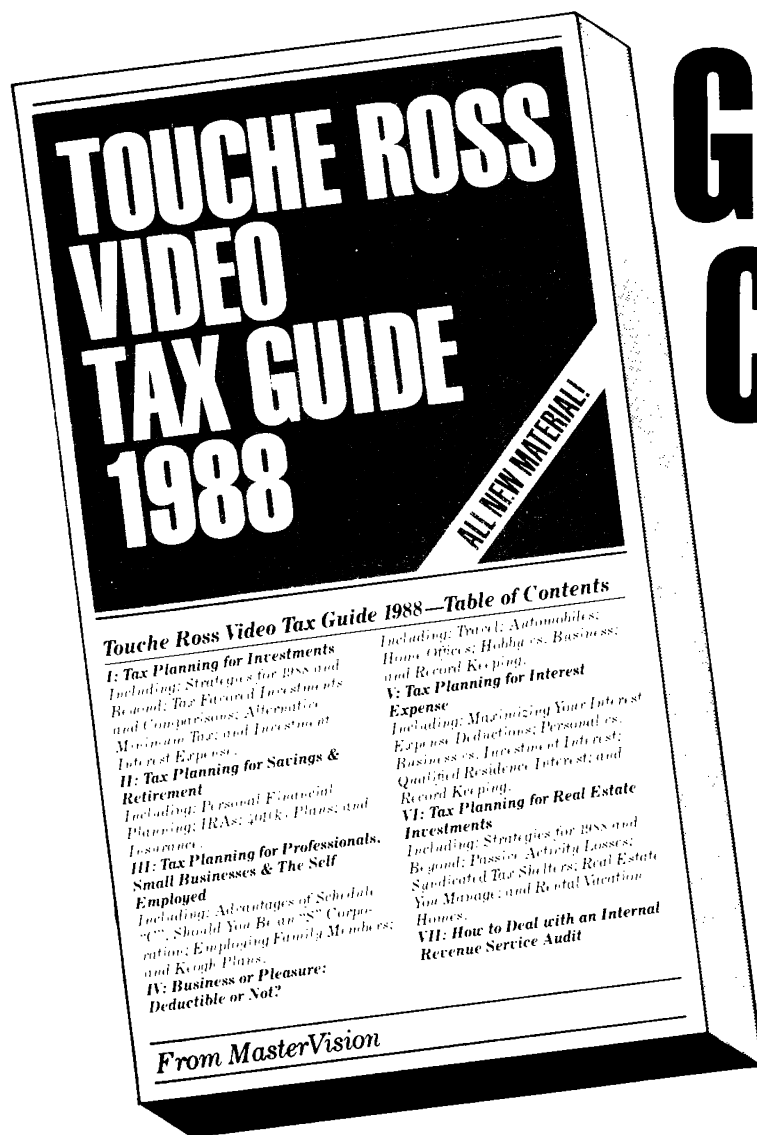 TOUCHE ROSS
VIDEO
TAX GUIDE
1988
ALL NEW MATERIAL!
Touche Ross Video Tax Guide 1988—Table of Contents
I: Tax Planning for Investments
Including: Strategies for 1988 and
Beyond; Tax Favored Investments
and Comparisons; Alternative
Minimum Tax; and Investment
Interest Expense.
II: Tax Planning for Savings &
Retirement
Including: Personal Financial
Planning; IRAs; 401(k) Plans; and
Insurance.
III: Tax Planning for Professionals,
Small Businesses & The Self
Employed
Including: Advantages of Schedule
"C", Should You Be an "S" Corpo-
ration; Employing Family Members;
and Keogh Plans.
IV: Business or Pleasure:
Deductible or Not?
Including: Travel; Automobiles;
Home Offices; Hobby vs. Business;
and Record Keeping.
V: Tax Planning for Interest
Expense
Including: Maximizing Your Interest
Expense Deductions; Personal vs.
Business vs. Investment Interest;
Qualified Residence Interest; and
Record Keeping.
VI: Tax Planning for Real Estate
Investments
Including: Strategies for 1988 and
Beyond; Passive Activity Losses;
Syndicated Tax Shelters; Real Estate
You Manage; and Rental Vacation
Homes.
VII: How to Deal with an Internal
Revenue Service Audit
From MasterVision
G